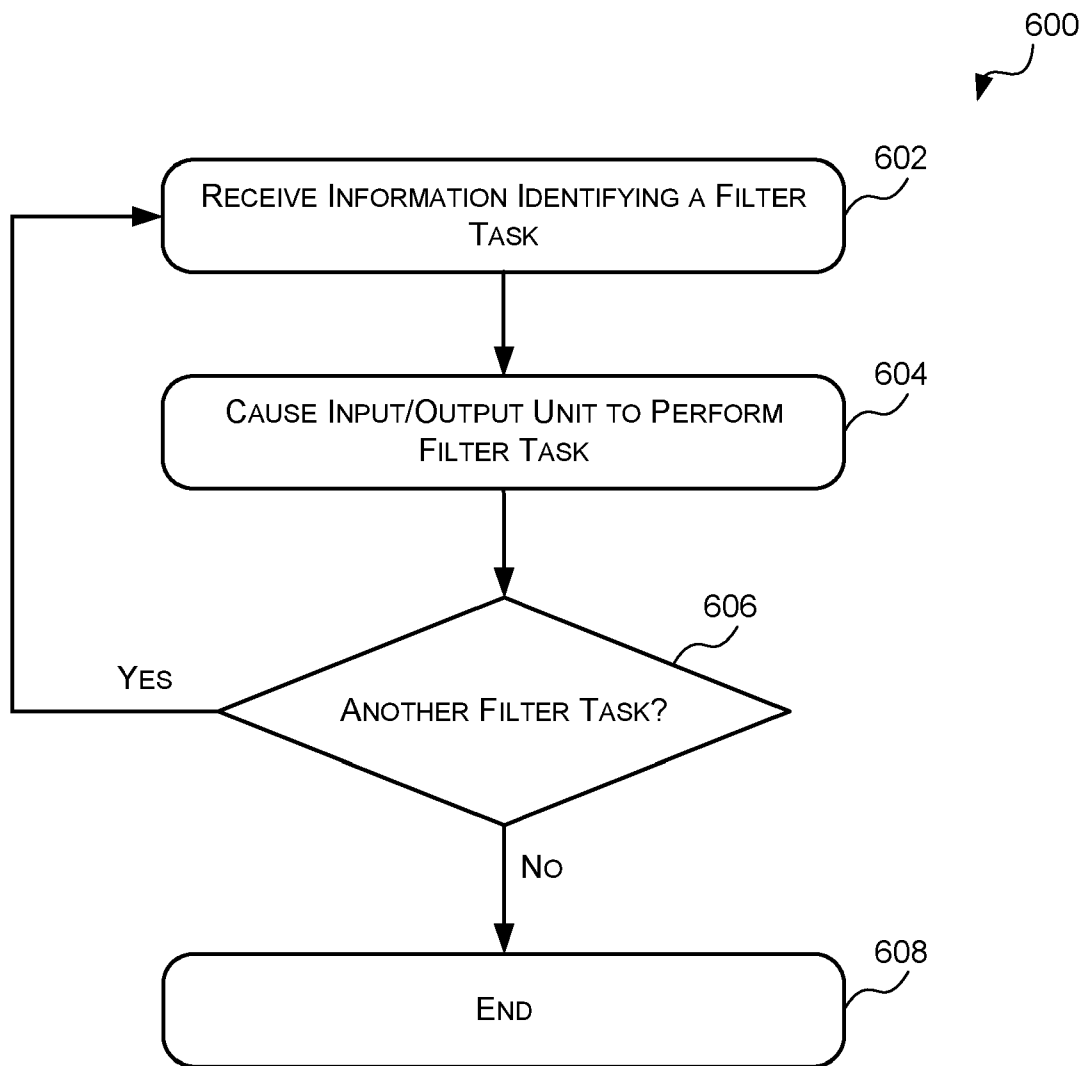 600
602
RECEIVE INFORMATION IDENTIFYING A FILTER
TASK
604
CAUSE INPUT/OUTPUT UNIT TO PERFORM
FILTER TASK
606
YES
ANOTHER FILTER TASK?
NO
608
END